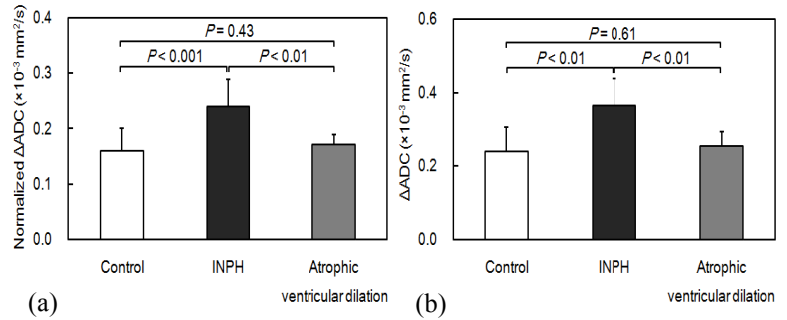 0.4
0.3
0.2
0.1
0.0
Normalized ΔADC (×10⁻³ mm²/s)
P = 0.43
P < 0.001
P < 0.01
Control
INPH
Atrophic
ventricular dilation
(a)
0.6
0.4
0.2
0.0
ΔADC (×10⁻³ mm²/s)
P = 0.61
P < 0.01
P < 0.01
Control
INPH
Atrophic
ventricular dilation
(b)